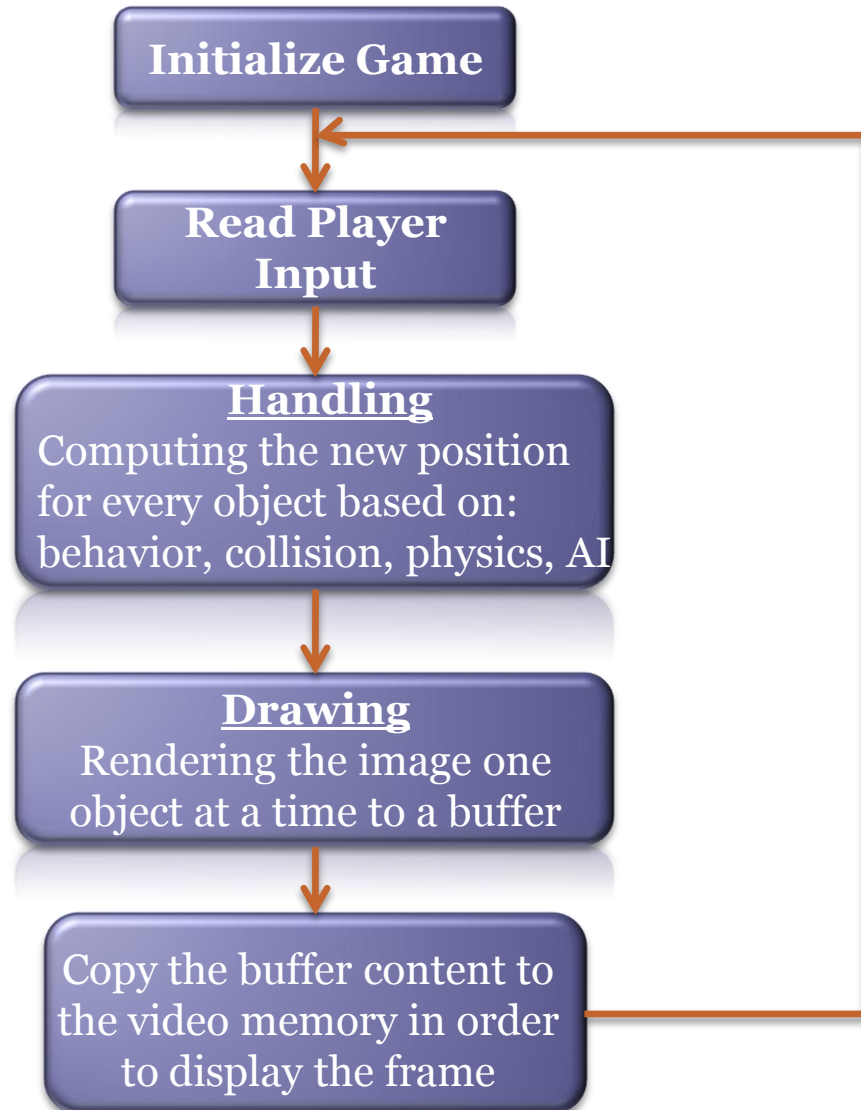 Initialize Game
Read Player
Input
Handling
Computing the new position
for every object based on:
behavior, collision, physics, AI
Drawing
Rendering the image one
object at a time to a buffer
Copy the buffer content to
the video memory in order
to display the frame